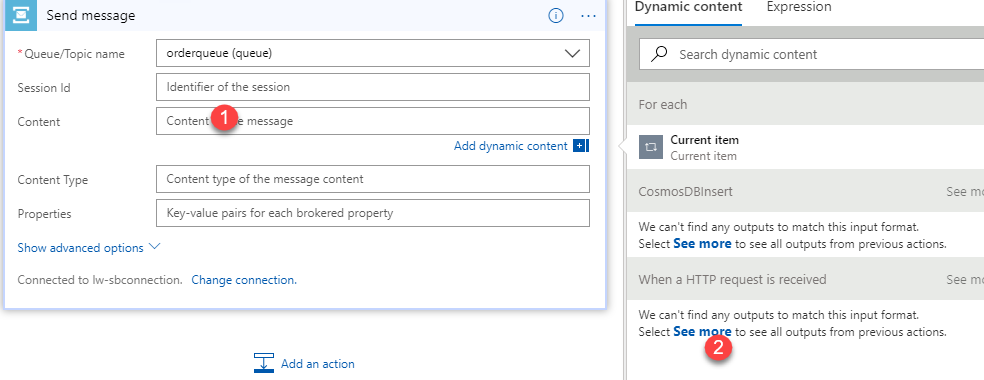 Send message
* Queue/Topic name
orderqueue (queue)
Session Id
Identifier of the session
Content
Content
message
1
Add dynamic content
Content Type
Content type of the message content
Properties
Key-value pairs for each brokered property
Show advanced options
Connected to lw-sbconnection. Change connection.
Add an action
Dynamic content
Expression
Search dynamic content
For each
Current item
Current item
CosmosDBInsert
See
We can't find any outputs to match this input format.
Select See more to see all outputs from previous actions.
When a HTTP request is received
See
We can't find any outputs to match this input format.
Select See more to see all outputs from previous actions.
2